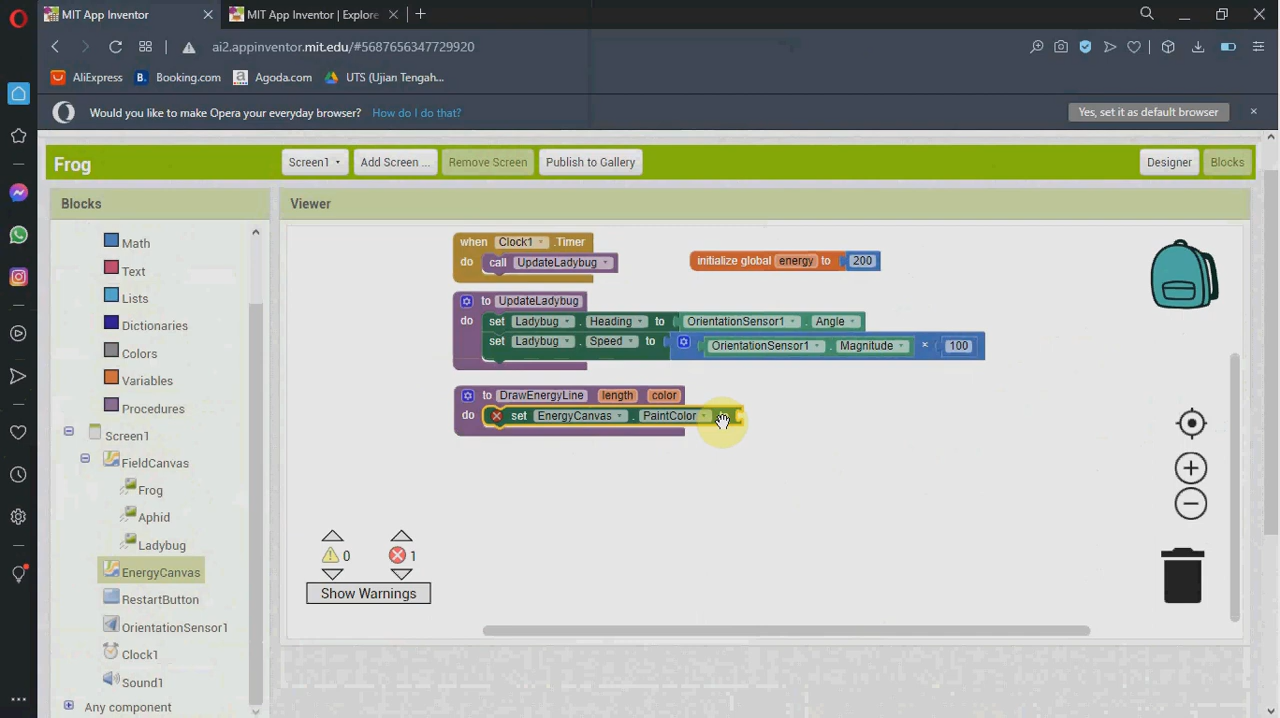 MIT App Inventor
MIT App Inventor | Explore
ai2.appinventor.mit.edu/#5687656347729920
AliExpress
Booking.com
Agoda.com
UTS (Ujian Tengah...
Would you like to make Opera your everyday browser? How do I do that?
Yes, set it as default browser
Frog
Screen1
Add Screen ...
Remove Screen
Publish to Gallery
Designer
Blocks
Blocks
Math
Text
Lists
Dictionaries
Colors
Variables
Procedures
Screen1
FieldCanvas
Frog
Aphid
Ladybug
EnergyCanvas
RestartButton
OrientationSensor1
Clock1
Sound1
Any component
Viewer
when Clock1 .Timer
do call UpdateLadybug
initialize global energy to 200
to UpdateLadybug
do set Ladybug . Heading to OrientationSensor1 . Angle
set Ladybug . Speed to OrientationSensor1 . Magnitude × 100
to DrawEnergyLine length color
do set EnergyCanvas . PaintColor
0
1
Show Warnings